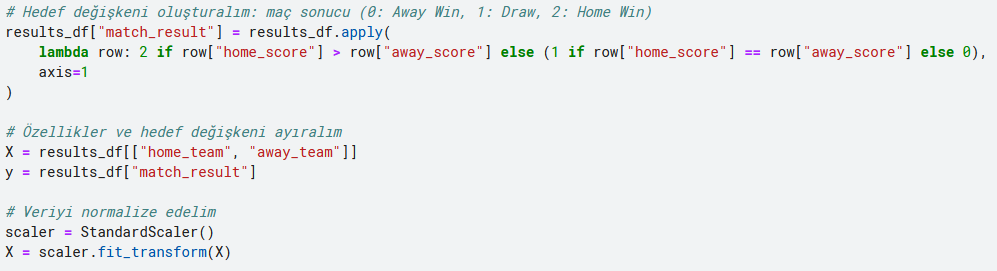 # Hedef değişkeni oluşturalım: maç sonucu (0: Away Win, 1: Draw, 2: Home Win)
results_df["match_result"] = results_df.apply(
    lambda row: 2 if row["home_score"] > row["away_score"] else (1 if row["home_score"] == row["away_score"] else 0),
    axis=1
)

# Özellikler ve hedef değişkeni ayıralım
X = results_df[["home_team", "away_team"]]
y = results_df["match_result"]

# Veriyi normalize edelim
scaler = StandardScaler()
X = scaler.fit_transform(X)